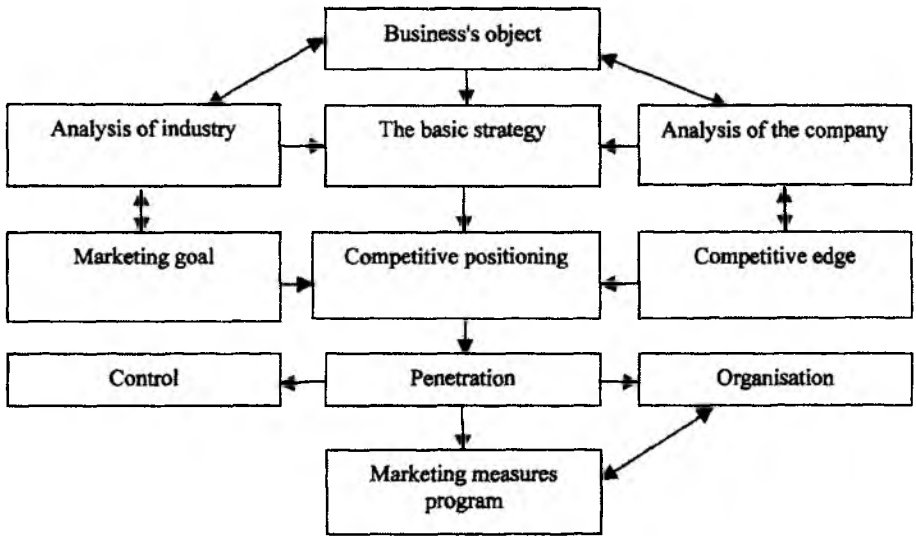 Business's object
Analysis of industry
The basic strategy
Analysis of the company
Marketing goal
Competitive positioning
Competitive edge
Control
Penetration
Organisation
Marketing measures
program